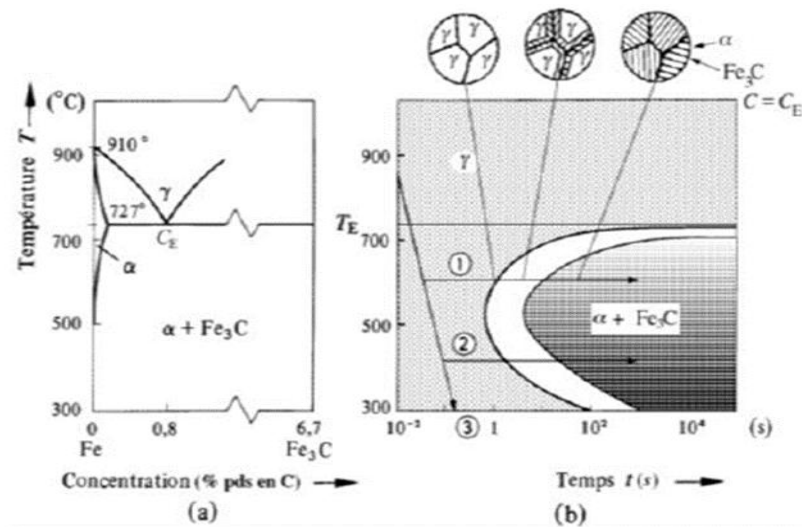 γ γ γ γ
γ γ γ γ
α
Fe₃C
Température T
(°C)
900
700
500
300
910°
727°
γ
C_E
α
α + Fe₃C
0
0,8
6,7
Fe
Fe₃C
Concentration (% pds en C)
(a)
C = C_E
900
T_E
700
500
300
γ
①
②
③
α + Fe₃C
10⁻²
1
10²
10⁴
(s)
Temps t(s)
(b)